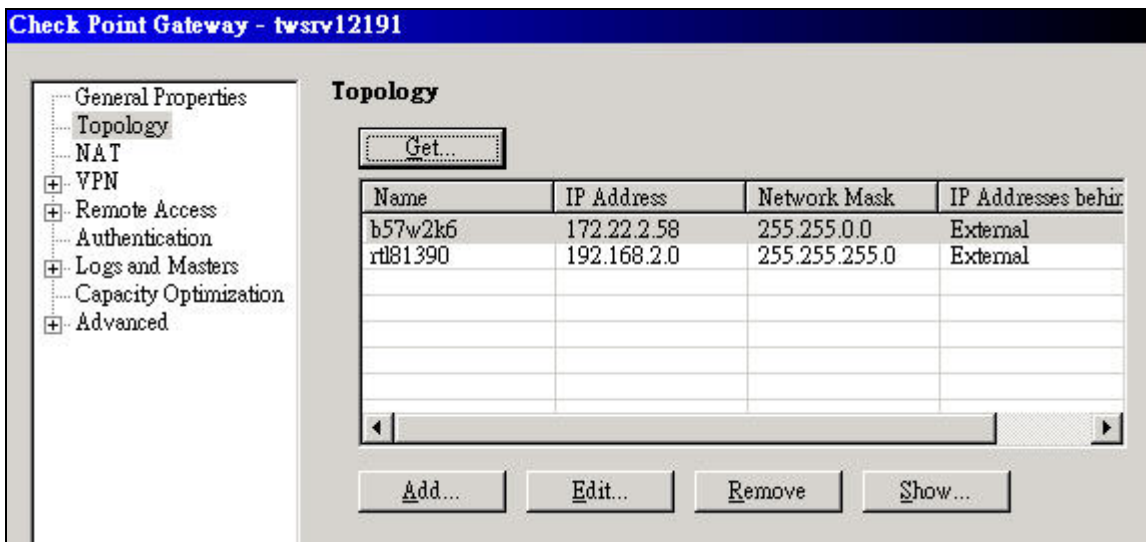 Check Point Gateway - twsrv12191
General Properties
Topology
NAT
VPN
Remote Access
Authentication
Logs and Masters
Capacity Optimization
Advanced
Topology
Get...
Name IP Address Network Mask IP Addresses behin
b57w2k6 172.22.2.58 255.255.0.0 External
rtl81390 192.168.2.0 255.255.255.0 External
Add... Edit... Remove Show...